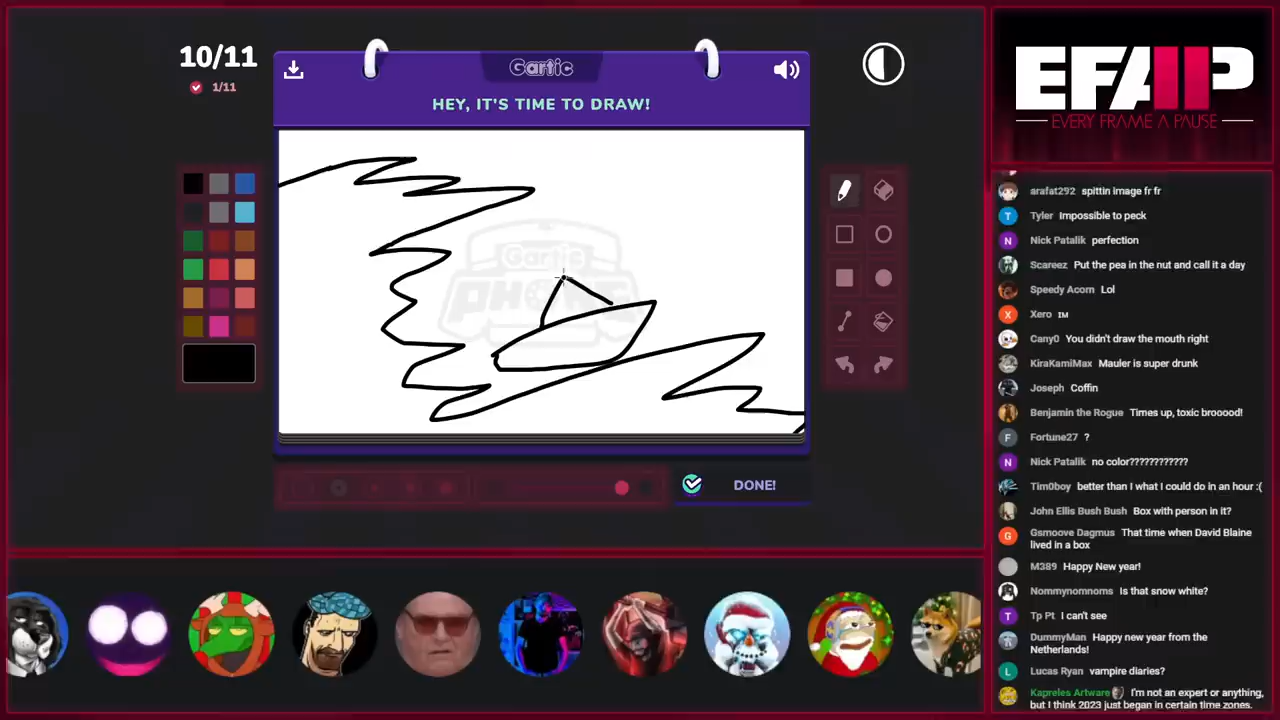 10/11
1/11
Gartic
HEY, IT'S TIME TO DRAW!
Gartic
PHONE
DONE!
EFAP
EVERY FRAME A PAUSE
arafat292 spittin image fr fr
Tyler Impossible to peck
Nick Patalik perfection
Scareez Put the pea in the nut and call it a day
Speedy Acorn Lol
Xero IM
Cany0 You didn't draw the mouth right
KiraKamiMax Mauler is super drunk
Joseph Coffin
Benjamin the Rogue Times up, toxic brooood!
Fortune27 ?
Nick Patalik no color????????????
Tim0boy better than I what I could do in an hour :(
John Ellis Bush Bush Box with person in it?
Gsmoove Dagmus That time when David Blaine
lived in a box
M389 Happy New year!
Nommynomnoms Is that snow white?
Tp Pt I can't see
DummyMan Happy new year from the
Netherlands!
Lucas Ryan vampire diaries?
Kapreles Artware I'm not an expert or anything,
but I think 2023 just began in certain time zones.